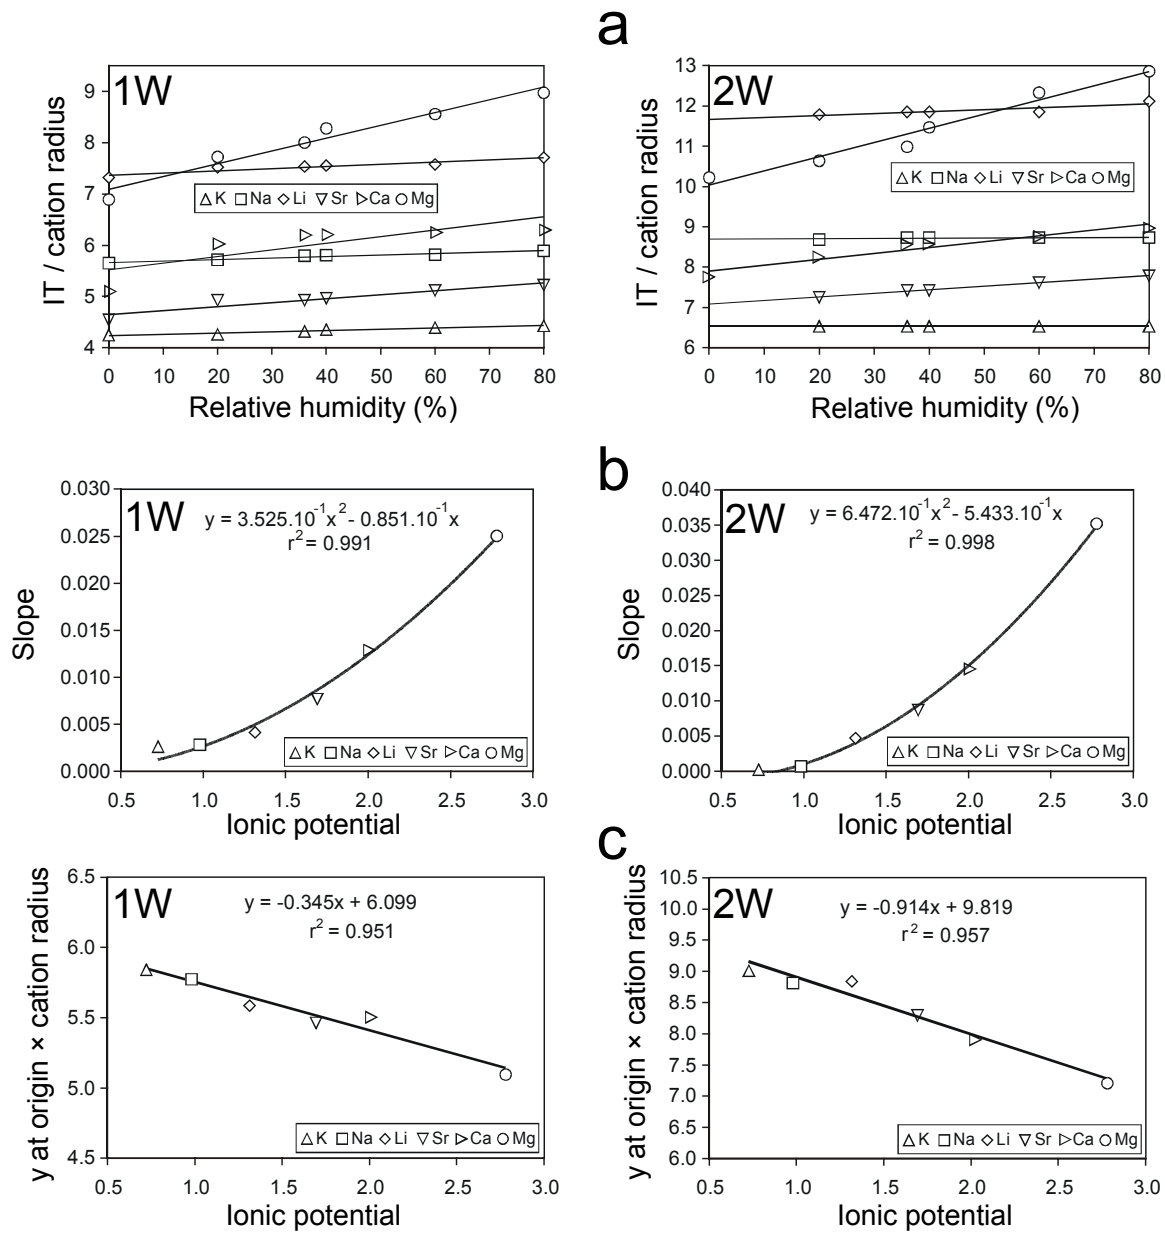 a
1W
IT / cation radius
9
8
7
6
5
4
K Na Li Sr Ca Mg
0 10 20 30 40 50 60 70 80
Relative humidity (%)
2W
IT / cation radius
13
12
11
10
9
8
7
6
K Na Li Sr Ca Mg
0 10 20 30 40 50 60 70 80
Relative humidity (%)
b
1W
y = 3.525.10-1x2- 0.851.10-1x
r2 = 0.991
Slope
0.030
0.025
0.020
0.015
0.010
0.005
0.000
K Na Li Sr Ca Mg
0.5 1.0 1.5 2.0 2.5 3.0
Ionic potential
2W
y = 6.472.10-1x2- 5.433.10-1x
r2 = 0.998
Slope
0.040
0.035
0.030
0.025
0.020
0.015
0.010
0.005
0.000
K Na Li Sr Ca Mg
0.5 1.0 1.5 2.0 2.5 3.0
Ionic potential
c
1W
y = -0.345x + 6.099
r2 = 0.951
y at origin × cation radius
6.5
6.0
5.5
5.0
4.5
K Na Li Sr Ca Mg
0.5 1.0 1.5 2.0 2.5 3.0
Ionic potential
2W
y = -0.914x + 9.819
r2 = 0.957
y at origin × cation radius
10.5
10.0
9.5
9.0
8.5
8.0
7.5
7.0
6.5
6.0
K Na Li Sr Ca Mg
0.5 1.0 1.5 2.0 2.5 3.0
Ionic potential